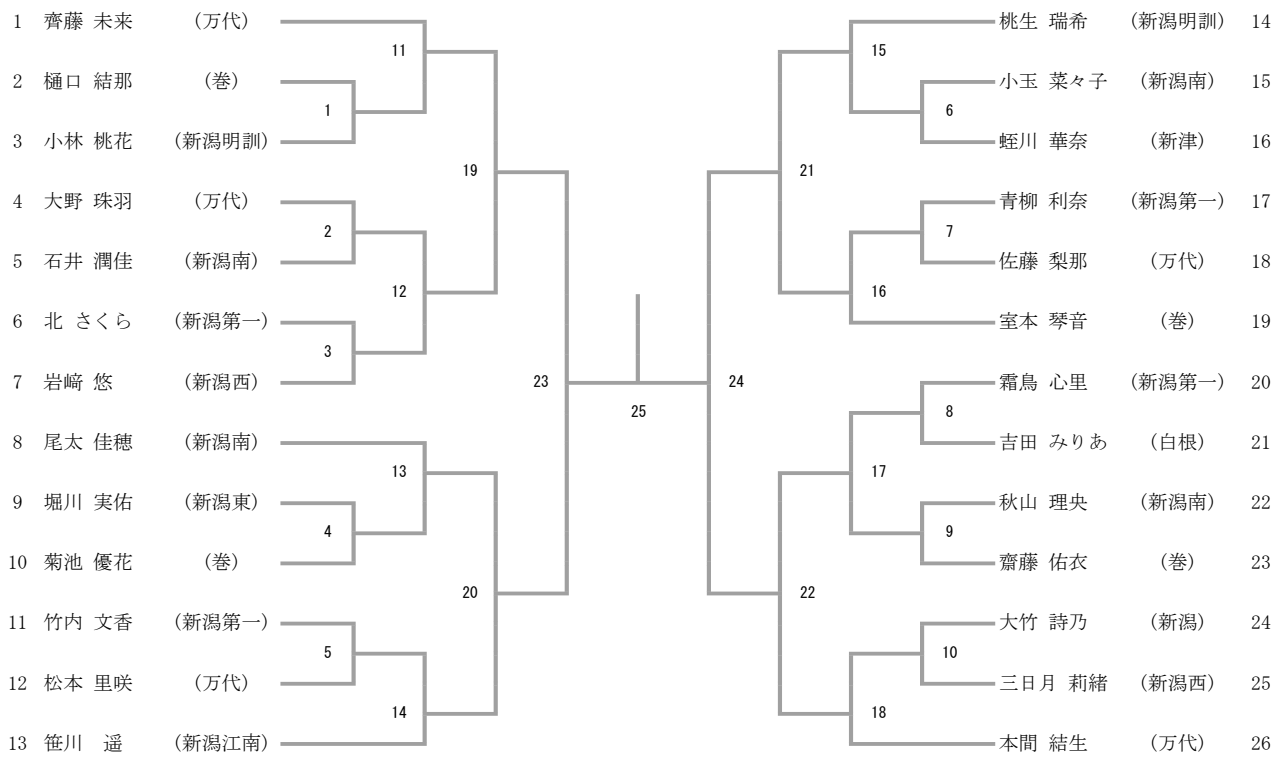 1 齊藤 未来 (万代) 桃生 瑞希 (新潟明訓) 14
11 15
2 樋口 結那 (巻) 小玉 菜々子 (新潟南) 15
1 6
3 小林 桃花 (新潟明訓) 蛭川 華奈 (新津) 16
19 21
4 大野 珠羽 (万代) 青柳 利奈 (新潟第一) 17
2 7
5 石井 潤佳 (新潟南) 佐藤 梨那 (万代) 18
12 16
6 北 さくら (新潟第一) 室本 琴音 (巻) 19
3
7 岩﨑 悠 (新潟西) 霜鳥 心里 (新潟第一) 20
23 24
25 8
8 尾太 佳穂 (新潟南) 吉田 みりあ (白根) 21
13 17
9 堀川 実佑 (新潟東) 秋山 理央 (新潟南) 22
4 9
10 菊池 優花 (巻) 齋藤 佑衣 (巻) 23
20 22
11 竹内 文香 (新潟第一) 大竹 詩乃 (新潟) 24
5 10
12 松本 里咲 (万代) 三日月 莉緒 (新潟西) 25
14 18
13 笹川 遥 (新潟江南) 本間 結生 (万代) 26